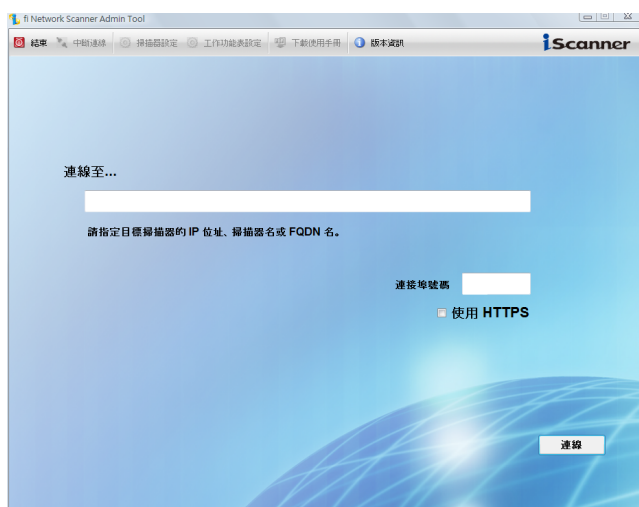 fi Network Scanner Admin Tool
結束 中斷連線 掃描器設定 工作功能表設定 下載使用手冊 版本資訊 iScanner
連線至...
請指定目標掃描器的 IP 位址、掃描器名或 FQDN 名。
連接埠號碼
使用 HTTPS
連線